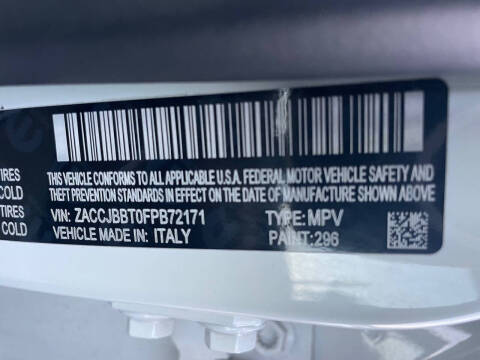 THIS VEHICLE CONFORMS TO ALL APPLICABLE U.S.A. FEDERAL MOTOR VEHICLE SAFETY AND
TIRES
THEFT PREVENTION STANDARDS IN EFFECT ON THE DATE OF MANUFACTURE SHOWN ABOVE
COLD
VIN: ZACCJBBT0FPB72171 TYPE: MPV
TIRES
VEHICLE MADE IN: ITALY PAINT: 296
COLD